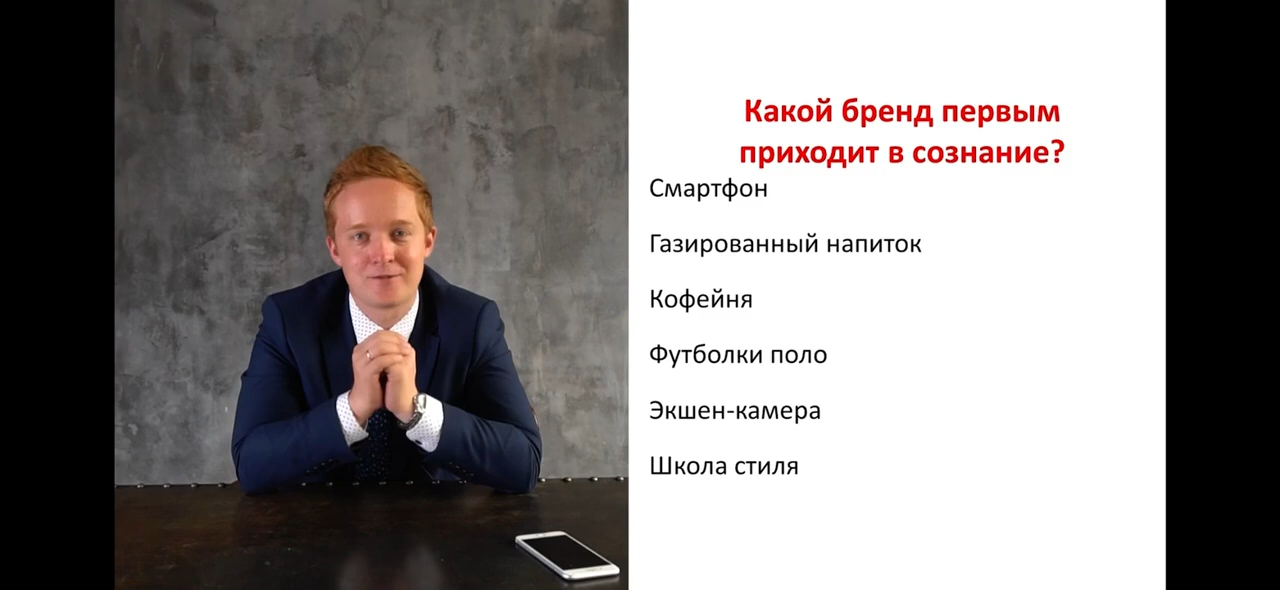 Какой бренд первым
приходит в сознание?
Смартфон
Газированный напиток
Кофейня
Футболки поло
Экшен-камера
Школа стиля